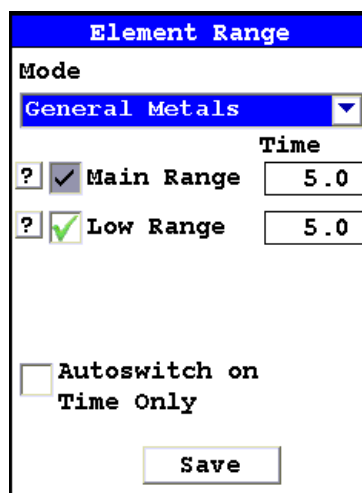 Element Range
Mode
General Metals
Time
? Main Range 5.0
? Low Range 5.0
Autoswitch on
Time Only
Save